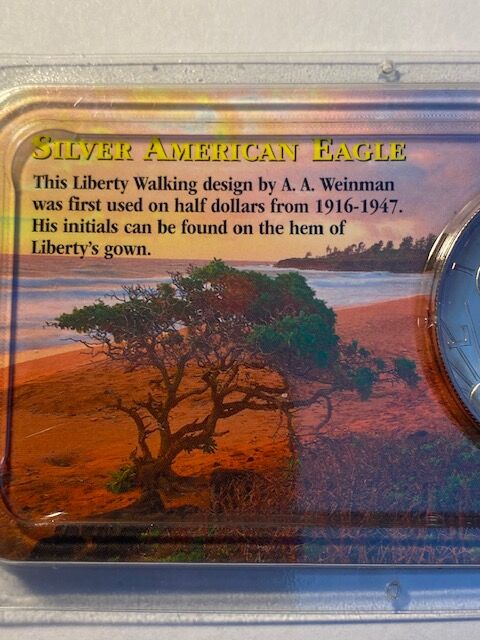 SILVER AMERICAN EAGLE
This Liberty Walking design by A. A. Weinman
was first used on half dollars from 1916-1947.
His initials can be found on the hem of
Liberty's gown.